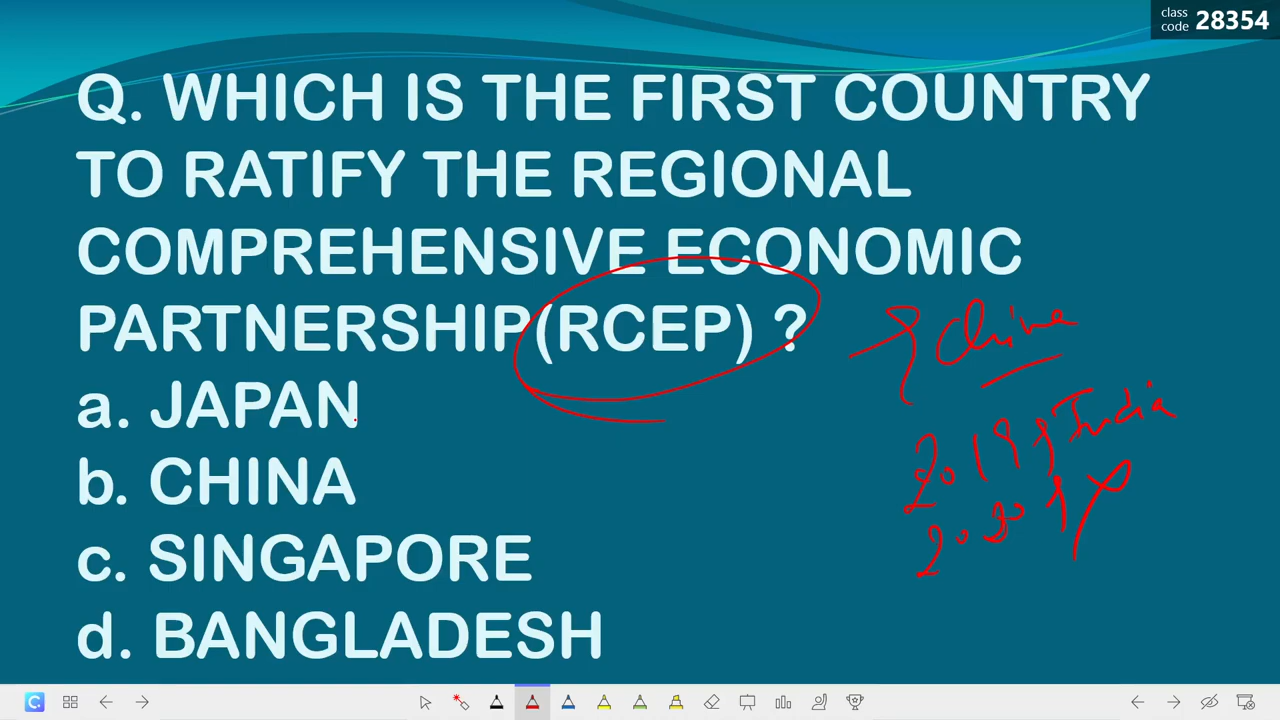 class code 28354
Q. WHICH IS THE FIRST COUNTRY
TO RATIFY THE REGIONAL
COMPREHENSIVE ECONOMIC
PARTNERSHIP(RCEP) ?
China
a. JAPAN
2019 India
b. CHINA
c. SINGAPORE
d. BANGLADESH